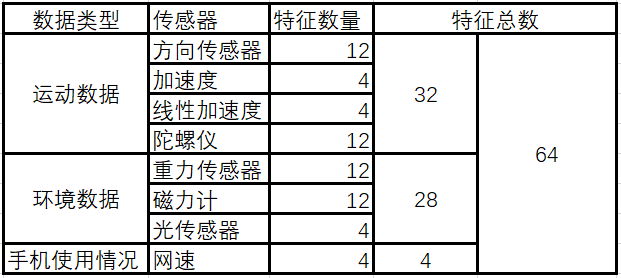 数据类型 传感器 特征数量 特征总数
运动数据 方向传感器 12 32 64
加速度 4
线性加速度 4
陀螺仪 12
环境数据 重力传感器 12 28
磁力计 12
光传感器 4
手机使用情况 网速 4 4